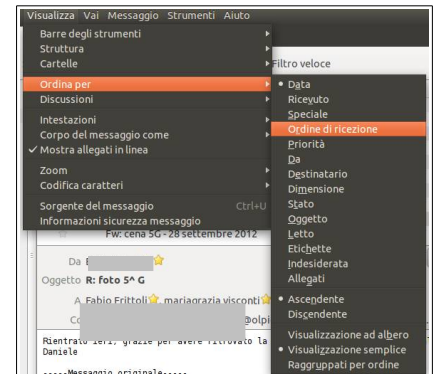 Visualizza Vai Messaggio Strumenti Aiuto
Barre degli strumenti
Struttura
Cartelle
Filtro veloce
Ordina per
Discussioni
Intestazioni
Corpo del messaggio come
✓ Mostra allegati in linea
Zoom
Codifica caratteri
Sorgente del messaggio Ctrl+U
Informazioni sicurezza messaggio
• Data
Ricevuto
Speciale
Ordine di ricezione
Priorità
Da
Destinatario
Dimensione
Stato
Oggetto
Letto
Etichette
Indesiderata
Allegati
• Ascendente
Discendente
Visualizzazione ad albero
• Visualizzazione semplice
Raggruppati per ordine
Fw: cena 5G - 28 settembre 2012
Da
Oggetto R: foto 5^ G
A Fabio Frittoli, mariagrazia visconti
Cc @olpi
Rientrato ieri, grazie per avere ritrovato la
Daniele
-----Messaggio originale-----